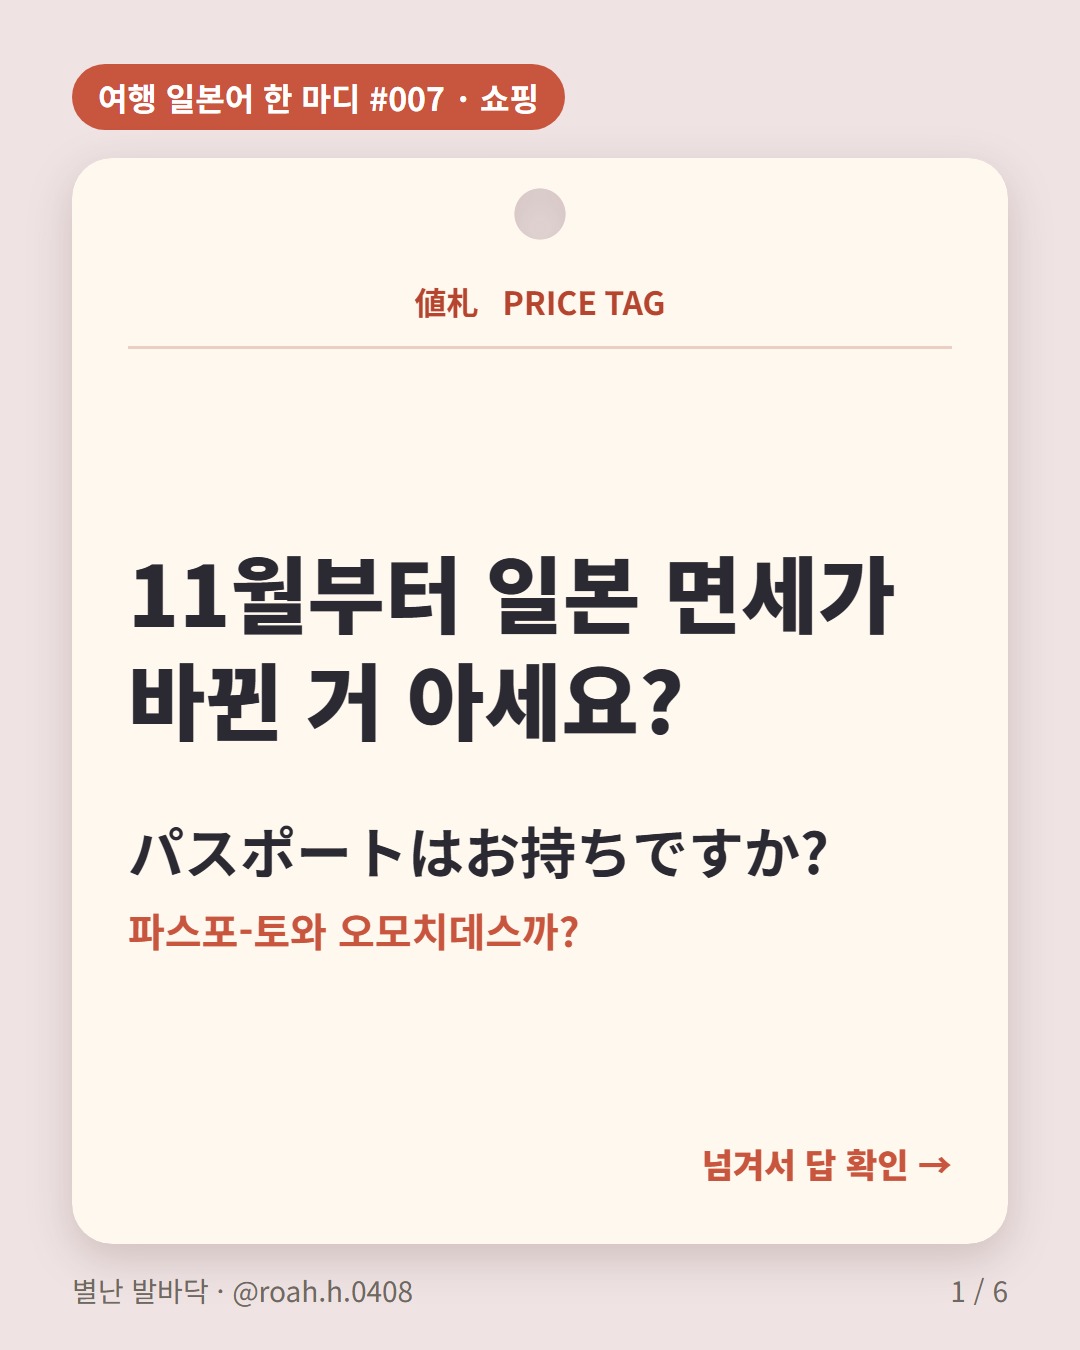 여행 일본어 한 마디 #007 · 쇼핑
値札 PRICE TAG
11월부터 일본 면세가
바뀐 거 아세요?
パスポートはお持ちですか?
파스포-토와 오모치데스까?
넘겨서 답 확인 →
별난 발바닥 · @roah.h.0408
1 / 6